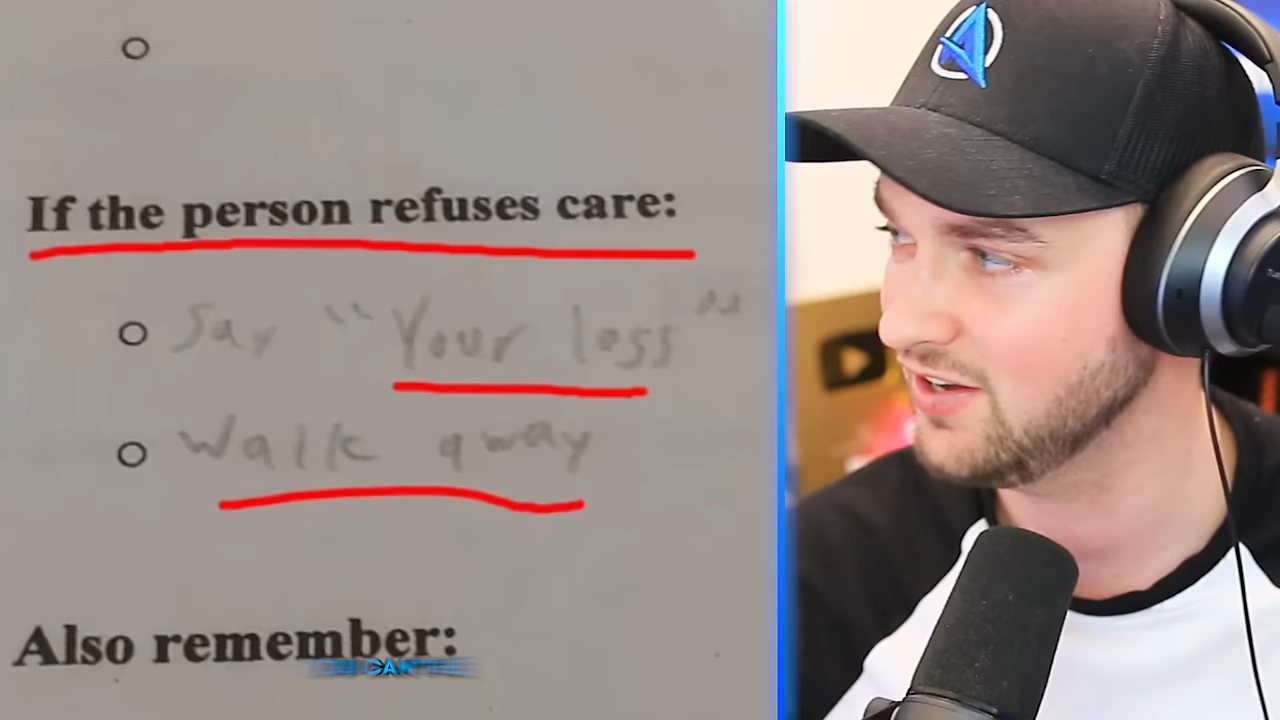 If the person refuses care:
Say “Your loss”
Walk away
Also remember: